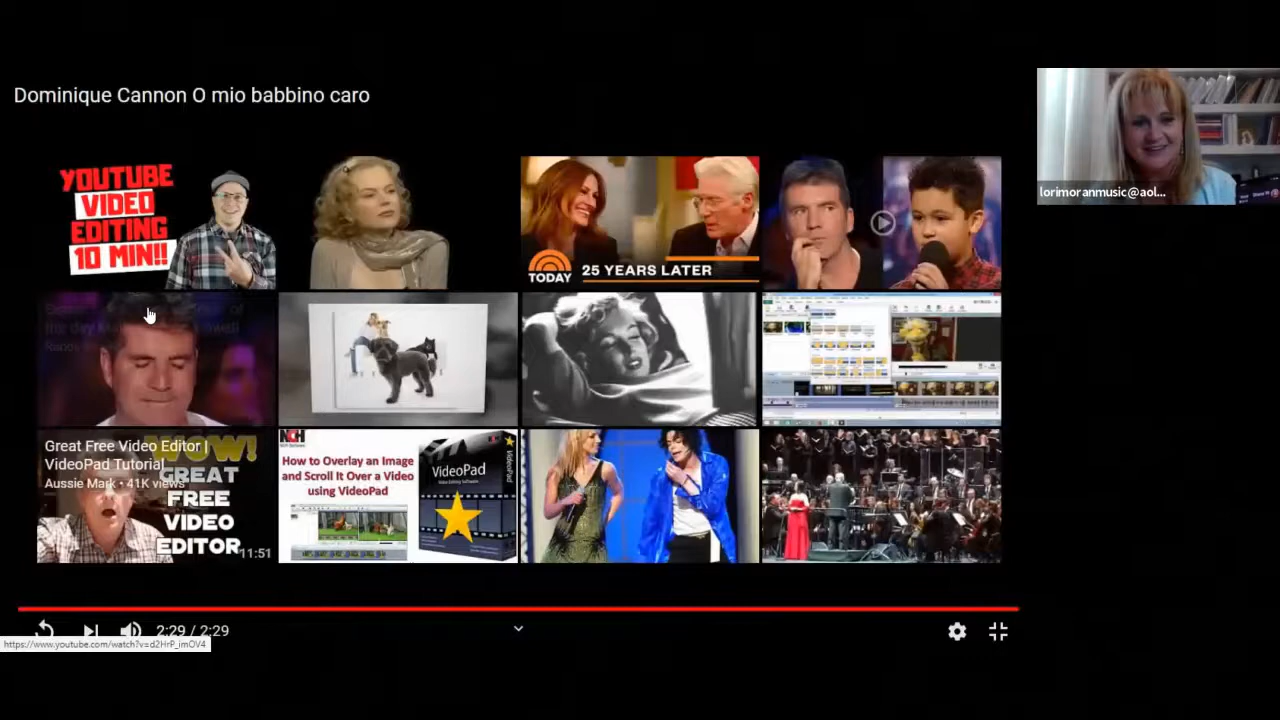 Dominique Cannon O mio babbino caro
lorimoranmusic@aol...
YOUTUBE
VIDEO
EDITING
10 MIN!!
TODAY
25 YEARS LATER
Great Free Video Editor |
VideoPad Tutorial
Aussie Mark • 41K views
WOW!
GREAT
FREE
VIDEO
EDITOR
11:51
NCH
How to Overlay an Image
and Scroll It Over a Video
using VideoPad
VideoPad
VideoPad
2:29 / 2:29
https://www.youtube.com/watch?v=d2HrP_imOV4